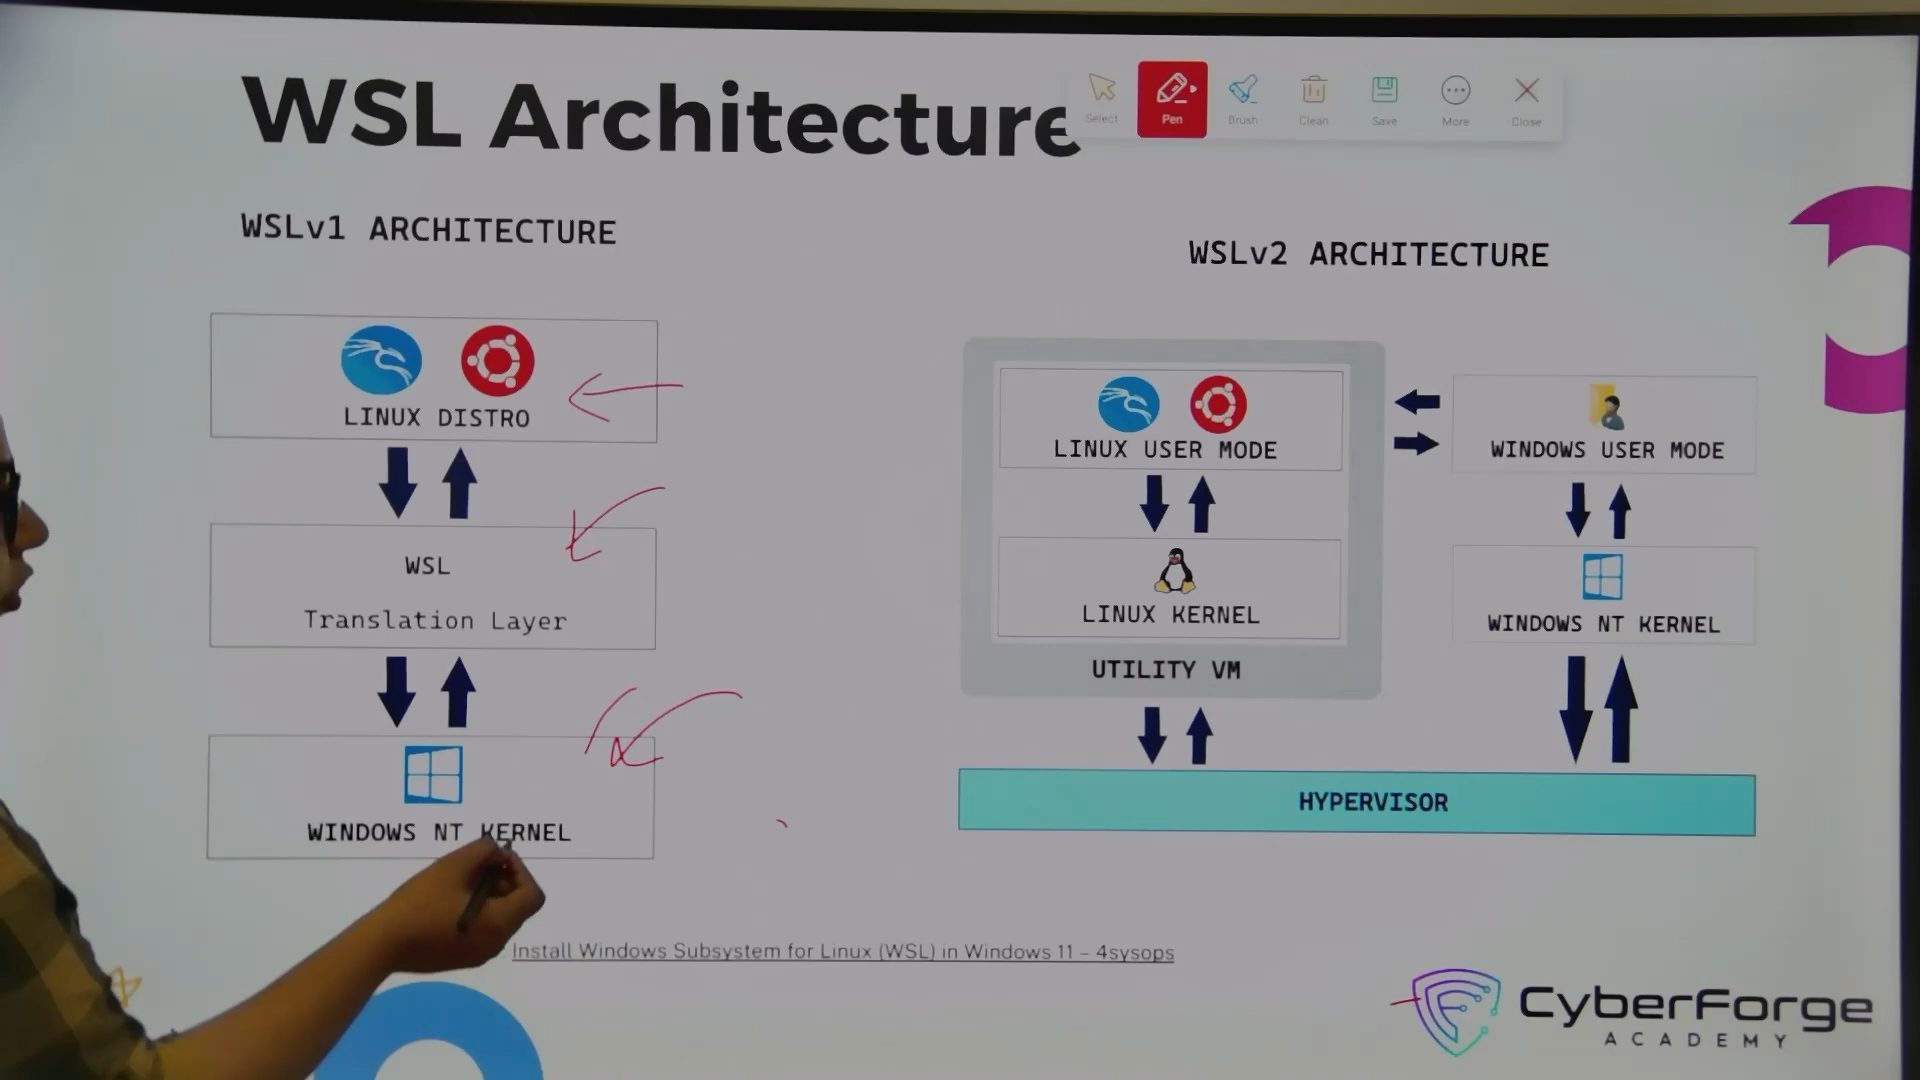 WSL Architecture
Select
Pen
Brush
Clean
Save
More
Close
WSLv1 ARCHITECTURE
LINUX DISTRO
WSL
Translation Layer
WINDOWS NT KERNEL
WSLv2 ARCHITECTURE
LINUX USER MODE
LINUX KERNEL
UTILITY VM
WINDOWS USER MODE
WINDOWS NT KERNEL
HYPERVISOR
Install Windows Subsystem for Linux (WSL) in Windows 11 – 4sysops
CyberForge
ACADEMY